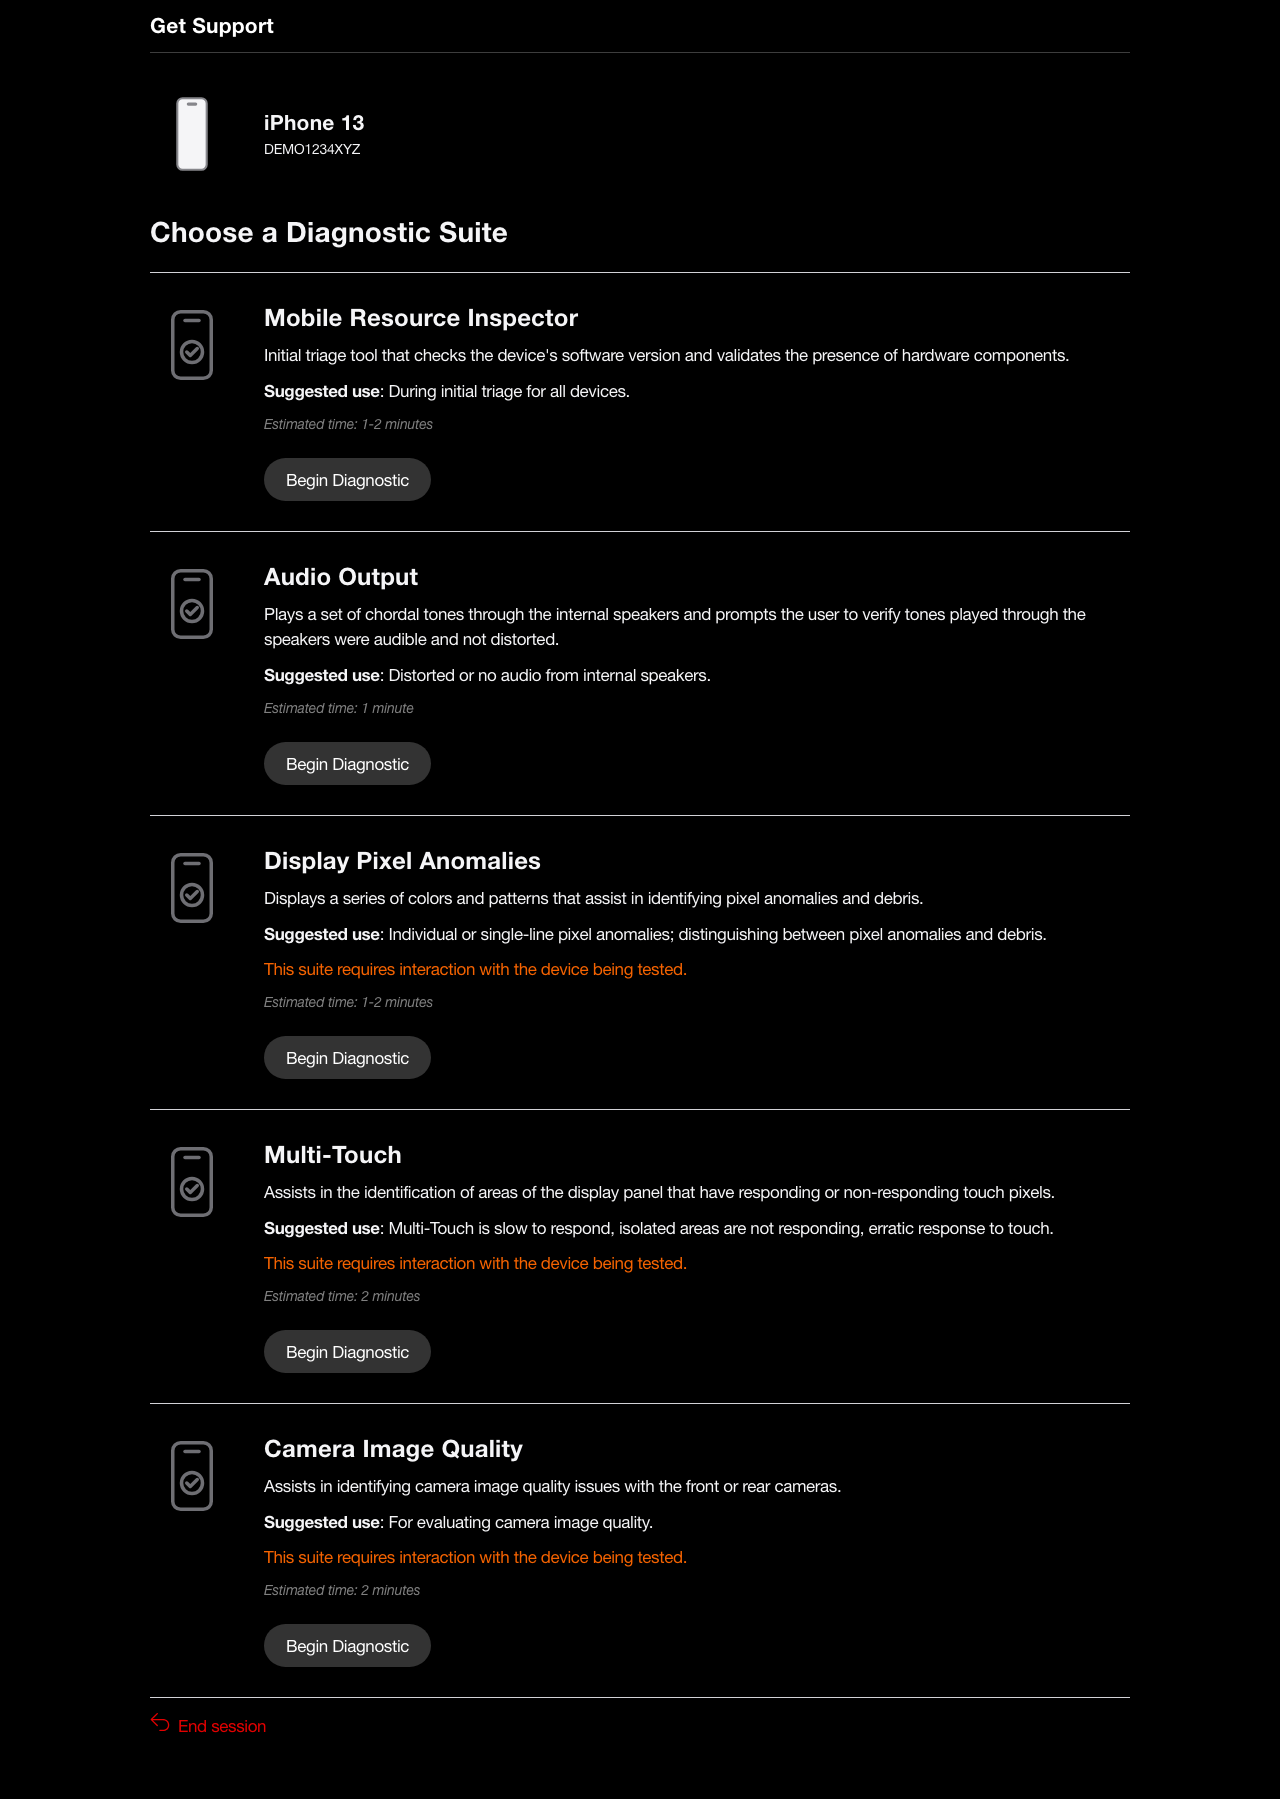 Get Support
iPhone 13
DEMO1234XYZ
Choose a Diagnostic Suite
Mobile Resource Inspector
Initial triage tool that checks the device's software version and validates the presence of hardware components.
Suggested use: During initial triage for all devices.
Estimated time: 1-2 minutes
Begin Diagnostic
Audio Output
Plays a set of chordal tones through the internal speakers and prompts the user to verify tones played through the
speakers were audible and not distorted.
Suggested use: Distorted or no audio from internal speakers.
Estimated time: 1 minute
Begin Diagnostic
Display Pixel Anomalies
Displays a series of colors and patterns that assist in identifying pixel anomalies and debris.
Suggested use: Individual or single-line pixel anomalies; distinguishing between pixel anomalies and debris.
This suite requires interaction with the device being tested.
Estimated time: 1-2 minutes
Begin Diagnostic
Multi-Touch
Assists in the identification of areas of the display panel that have responding or non-responding touch pixels.
Suggested use: Multi-Touch is slow to respond, isolated areas are not responding, erratic response to touch.
This suite requires interaction with the device being tested.
Estimated time: 2 minutes
Begin Diagnostic
Camera Image Quality
Assists in identifying camera image quality issues with the front or rear cameras.
Suggested use: For evaluating camera image quality.
This suite requires interaction with the device being tested.
Estimated time: 2 minutes
Begin Diagnostic
End session